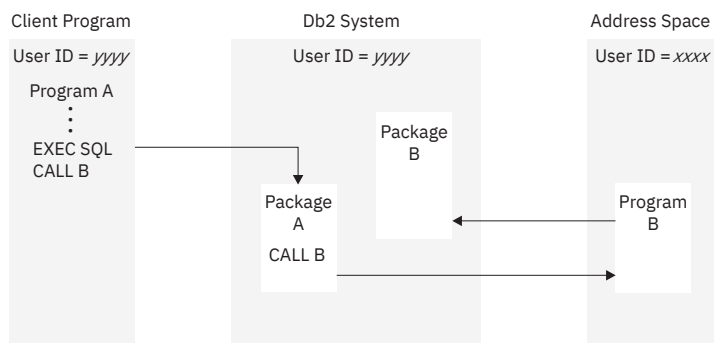 Client Program
Db2 System
Address Space
User ID = yyyy
User ID = yyyy
User ID = xxxx
Program A
EXEC SQL
CALL B
Package
B
Package
A
CALL B
Program
B